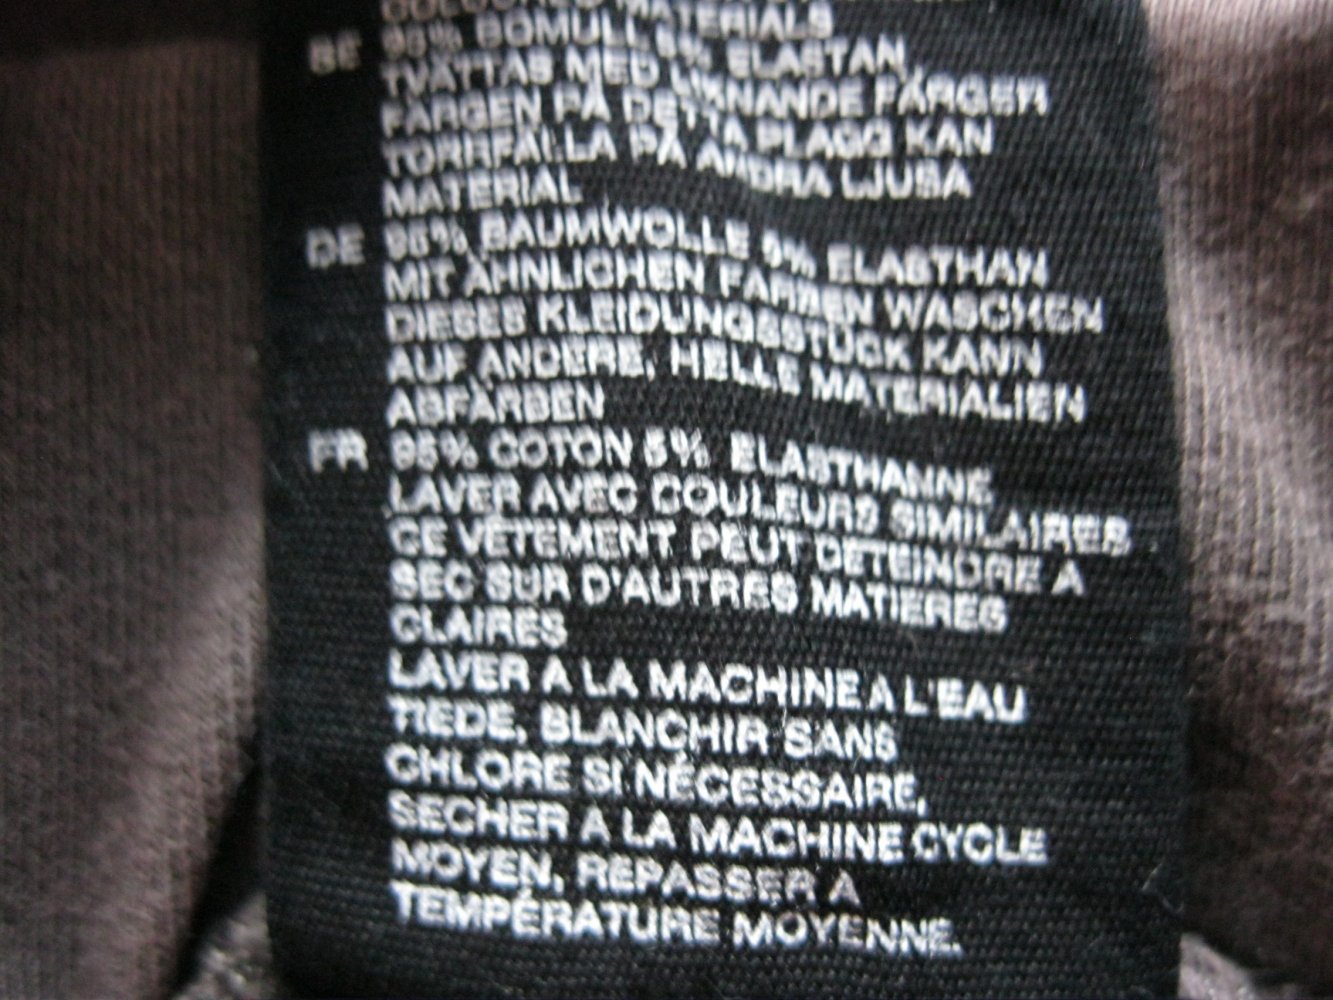 MATERIALS
SE 95% BOMULL 5% ELASTAN
TVÄTTAS MED LIKNANDE FÄRGER
FÄRGEN PÅ DETTA PLAGG KAN
TORRFÄLLA PÅ ANDRA LJUSA
MATERIAL
DE 95% BAUMWOLLE 5% ELASTHAN
MIT ÄHNLICHEN FARBEN WASCHEN
DIESES KLEIDUNGSSTÜCK KANN
AUF ANDERE, HELLE MATERIALIEN
ABFÄRBEN
FR 95% COTON 5% ELASTHANNE
LAVER AVEC COULEURS SIMILAIRES
CE VÊTEMENT PEUT DETEINDRE A
SEC SUR D'AUTRES MATIERES
CLAIRES
LAVER A LA MACHINE A L'EAU
TIEDE, BLANCHIR SANS
CHLORE SI NÉCESSAIRE,
SECHER A LA MACHINE CYCLE
MOYEN, REPASSER A
TEMPÉRATURE MOYENNE.